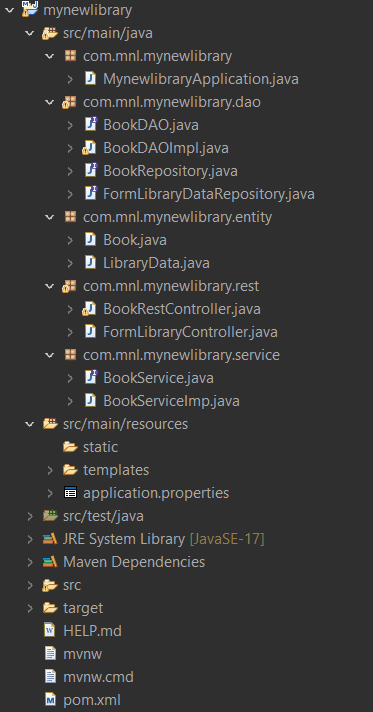 mynewlibrary
src/main/java
com.mnl.mynewlibrary
MynewlibraryApplication.java
com.mnl.mynewlibrary.dao
BookDAO.java
BookDAOImpl.java
BookRepository.java
FormLibraryDataRepository.java
com.mnl.mynewlibrary.entity
Book.java
LibraryData.java
com.mnl.mynewlibrary.rest
BookRestController.java
FormLibraryController.java
com.mnl.mynewlibrary.service
BookService.java
BookServiceImp.java
src/main/resources
static
templates
application.properties
src/test/java
JRE System Library [JavaSE-17]
Maven Dependencies
src
target
HELP.md
mvnw
mvnw.cmd
pom.xml